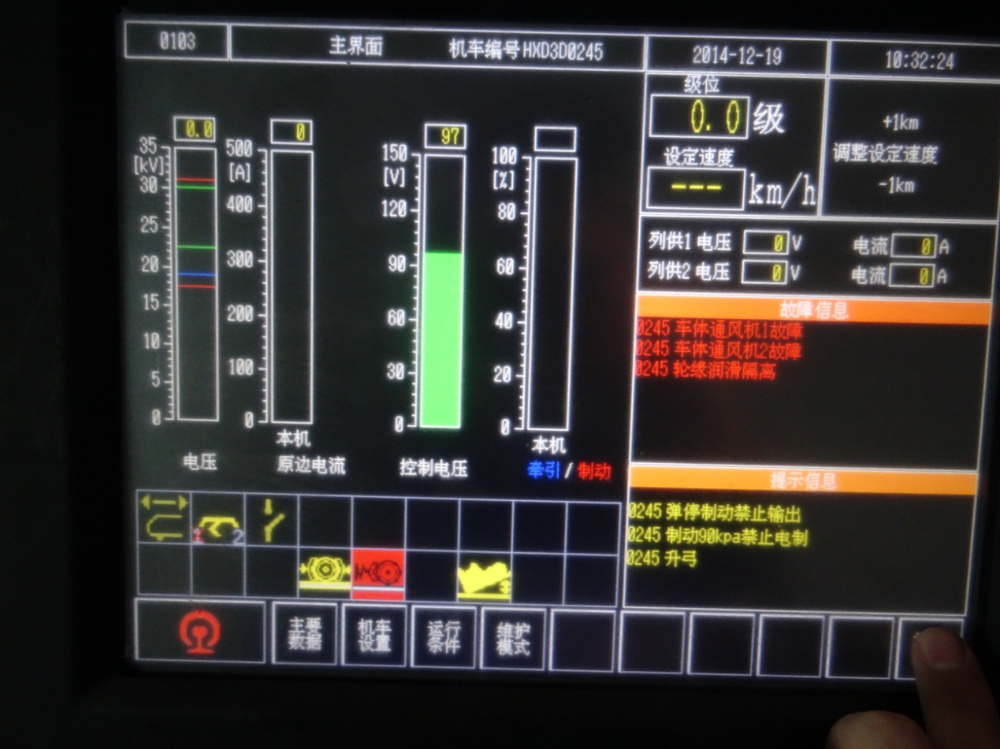 0103
主界面
机车编号HXD3D0245
2014-12-19
10:32:24
级位
0.0 级
设定速度
--- km/h
+1km
调整设定速度
-1km
列供1 电压 0 V 电流 0 A
列供2 电压 0 V 电流 0 A
0.0
35
[kV]
30
25
20
15
10
5
0
电压
0
500
[A]
400
300
200
100
0
本机
原边电流
97
150
[V]
120
90
60
30
0
控制电压
100
[%]
80
60
40
20
0
本机
牵引/制动
故障信息
0245 车体通风机1故障
0245 车体通风机2故障
0245 轮缘润滑隔离
提示信息
0245 弹停制动禁止输出
0245 制动90kpa禁止电制
0245 升弓
2
主要
数据
机车
设置
运行
条件
维护
模式